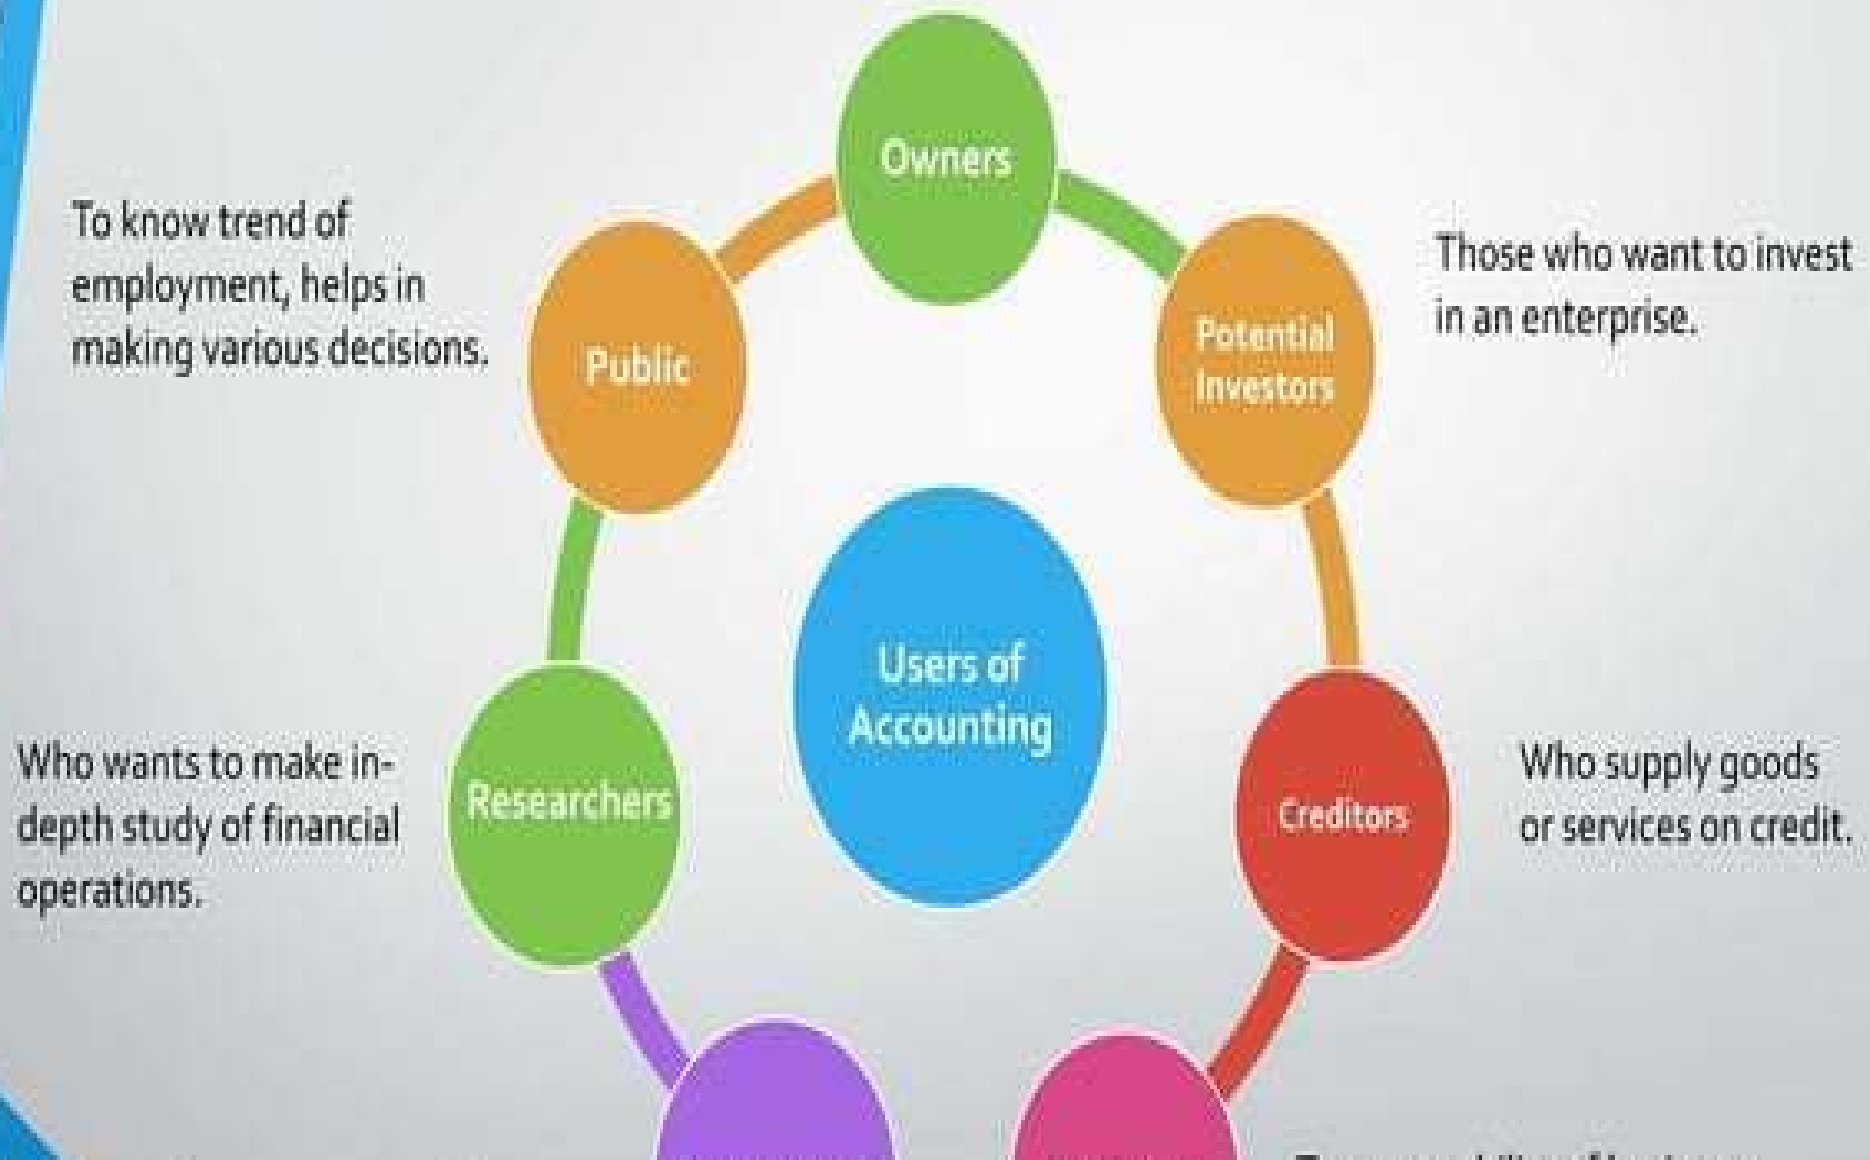 Owners
To know trend of
employment, helps in
making various decisions.
Public
Potential
Investors
Those who want to invest
in an enterprise.
Users of
Accounting
Who wants to make in-
depth study of financial
operations.
Researchers
Creditors
Who supply goods
or services on credit.